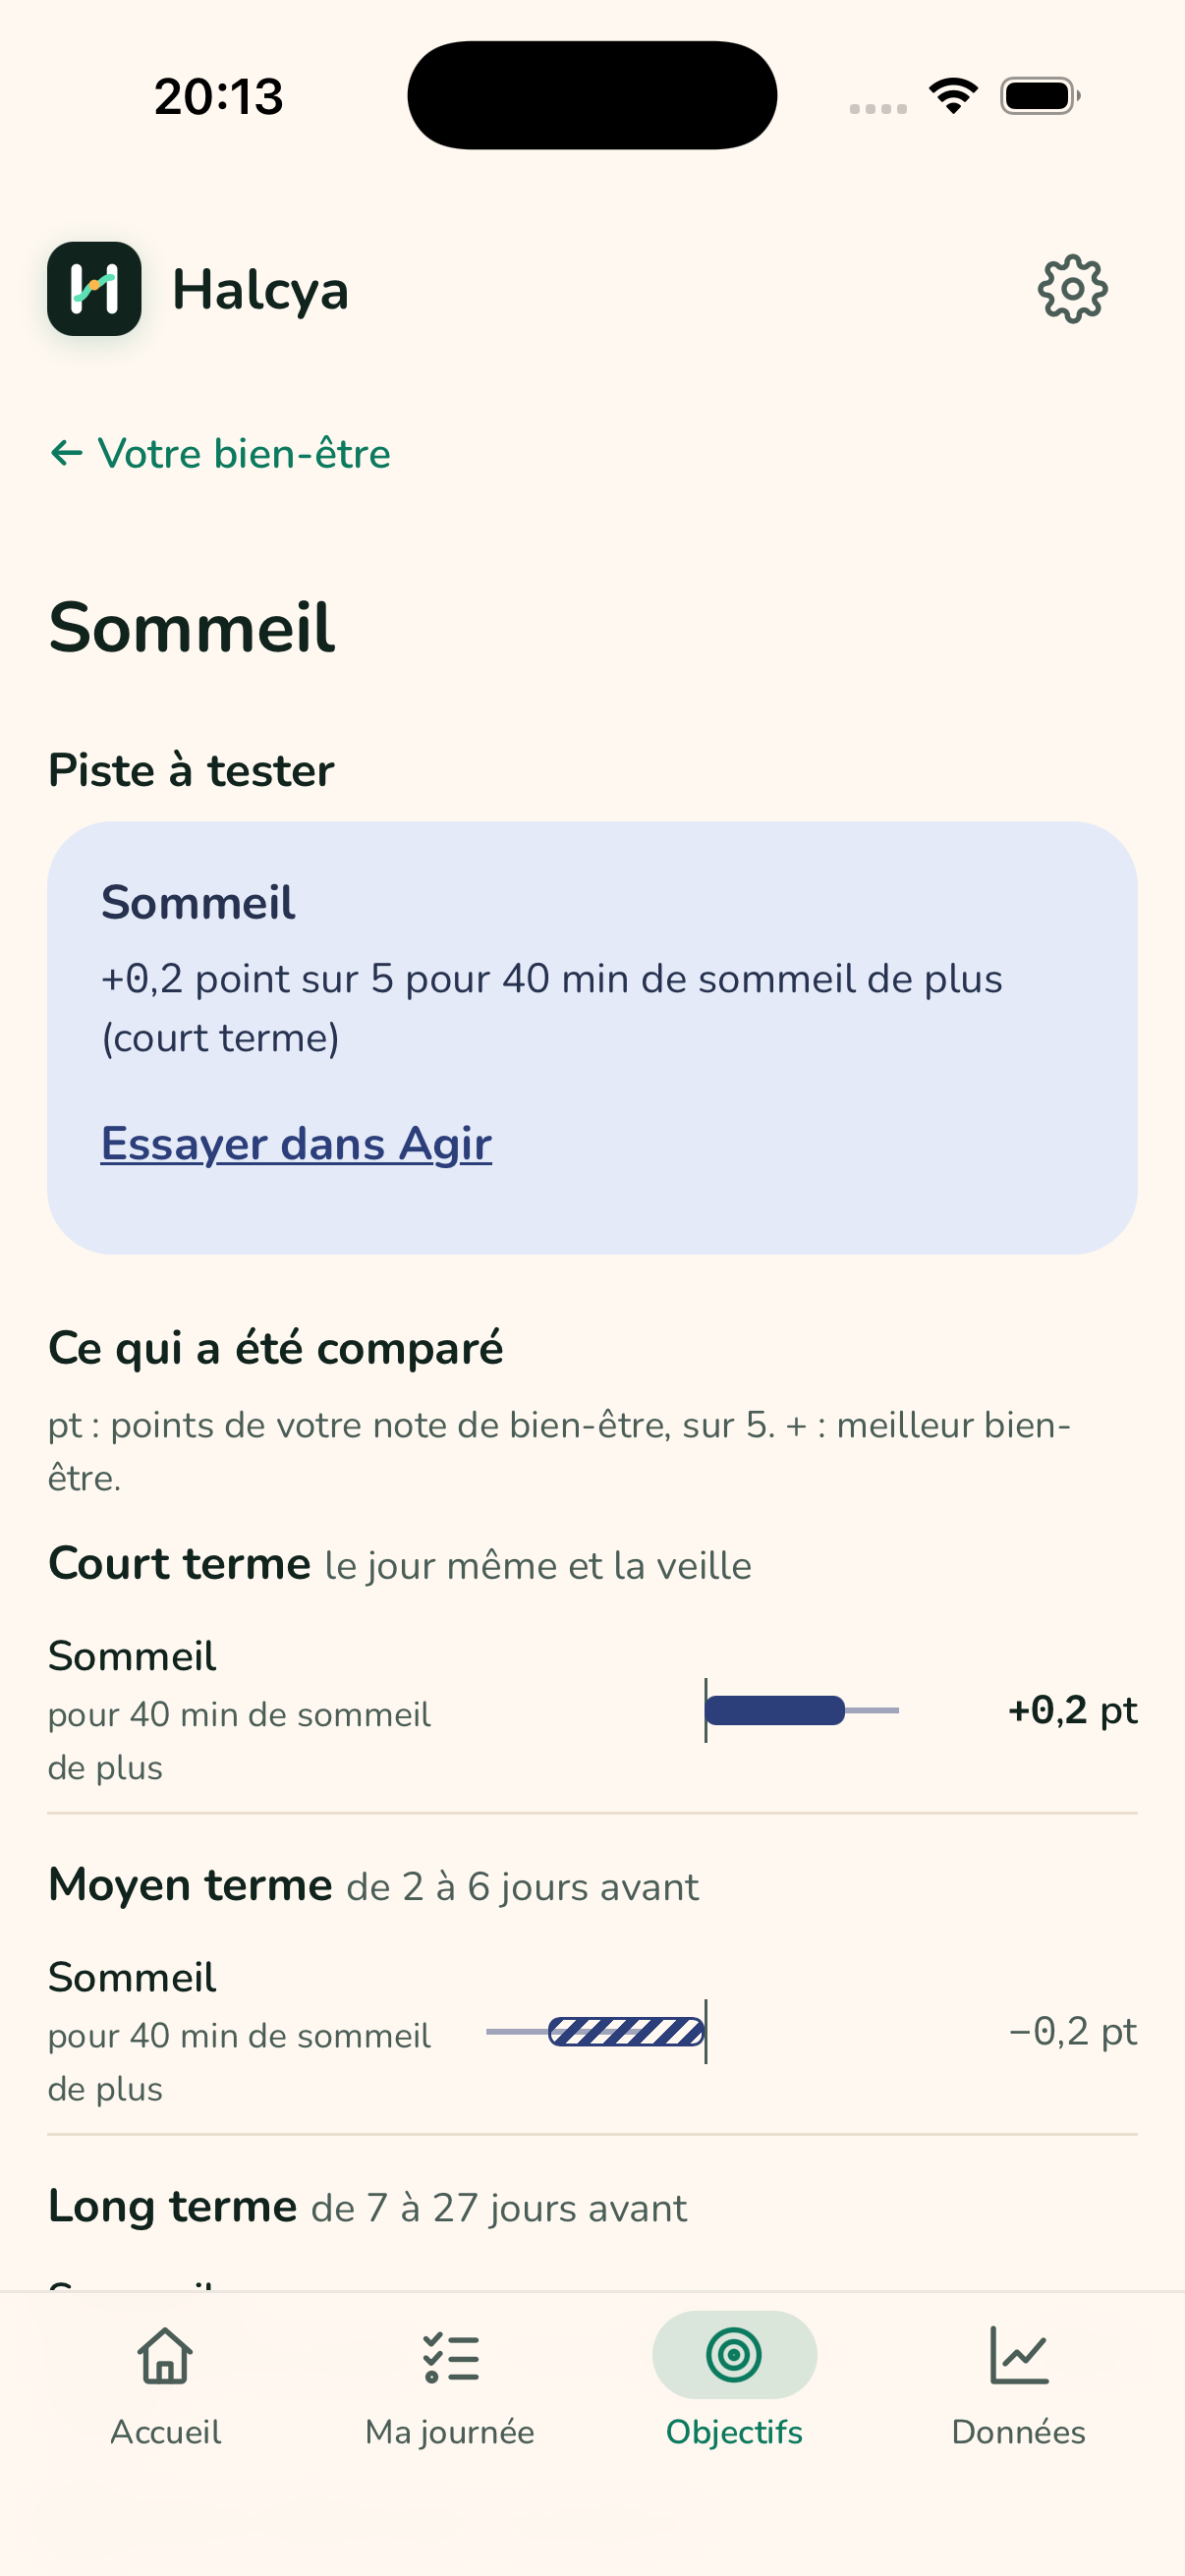 20:13
Halcya
← Votre bien-être
Sommeil
Piste à tester
Sommeil
+0,2 point sur 5 pour 40 min de sommeil de plus
(court terme)
Essayer dans Agir
Ce qui a été comparé
pt : points de votre note de bien-être, sur 5. + : meilleur bien-
être.
Court terme le jour même et la veille
Sommeil
pour 40 min de sommeil
de plus
+0,2 pt
Moyen terme de 2 à 6 jours avant
Sommeil
pour 40 min de sommeil
de plus
−0,2 pt
Long terme de 7 à 27 jours avant
Accueil
Ma journée
Objectifs
Données